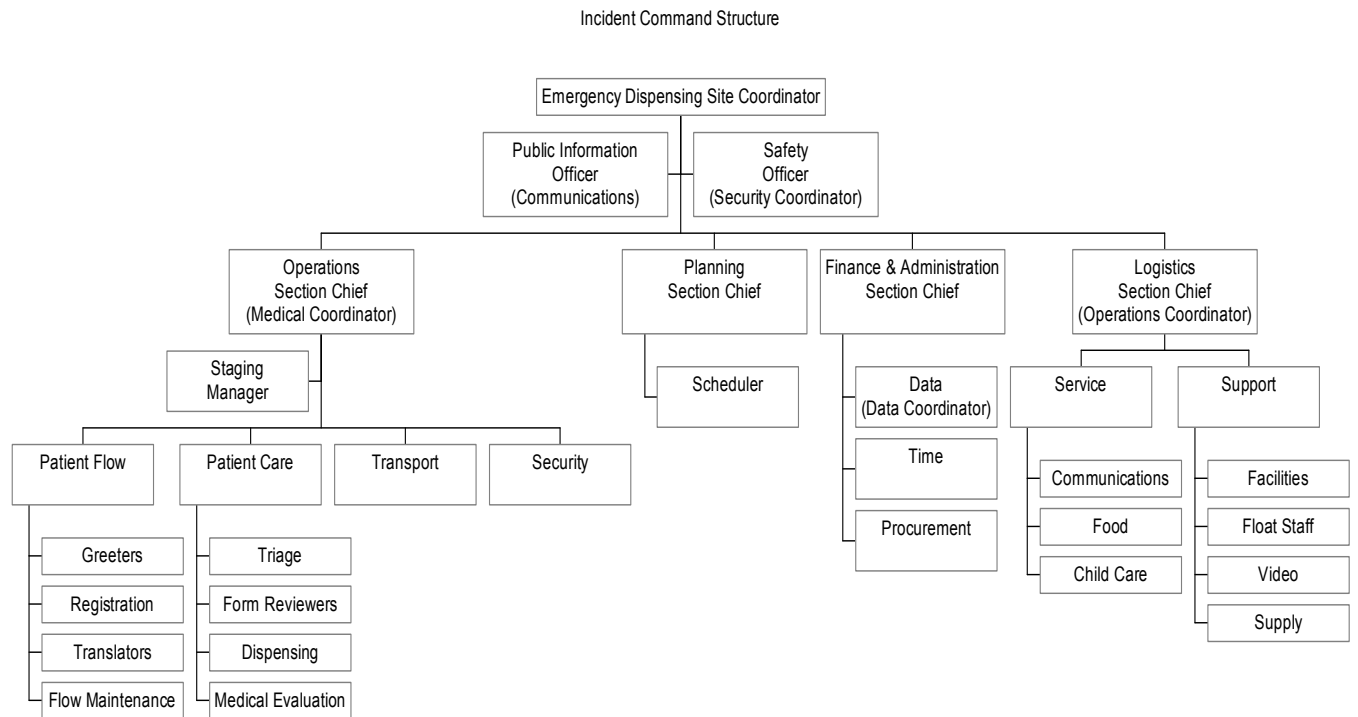 Incident Command Structure
Emergency Dispensing Site Coordinator
Public Information
Officer
(Communications)
Safety
Officer
(Security Coordinator)
Operations
Section Chief
(Medical Coordinator)
Planning
Section Chief
Finance & Administration
Section Chief
Logistics
Section Chief
(Operations Coordinator)
Staging
Manager
Scheduler
Data
(Data Coordinator)
Time
Procurement
Service
Support
Communications
Food
Child Care
Facilities
Float Staff
Video
Supply
Patient Flow
Patient Care
Transport
Security
Greeters
Registration
Translators
Flow Maintenance
Triage
Form Reviewers
Dispensing
Medical Evaluation